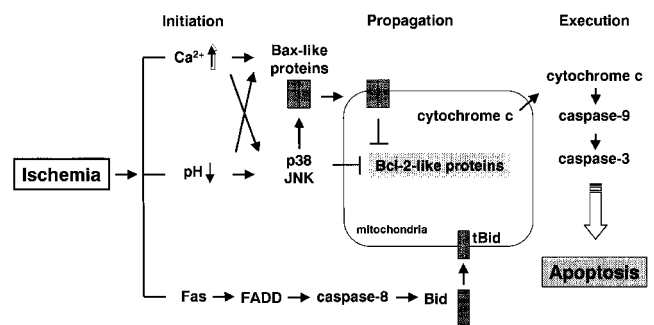 Initiation
Propagation
Execution
Ca²⁺
Bax-like
proteins
cytochrome c
cytochrome c
caspase-9
caspase-3
p38
JNK
Bcl-2-like proteins
Ischemia
pH
mitochondria
tBid
Apoptosis
Fas
FADD
caspase-8
Bid